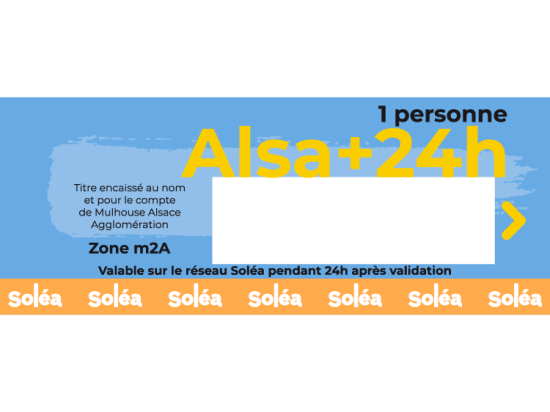 1 personne
Alsa+24h
Titre encaissé au nom
et pour le compte
de Mulhouse Alsace
Agglomération
Zone m2A
Valable sur le réseau Soléa pendant 24h après validation
Soléa Soléa Soléa Soléa Soléa Soléa Soléa